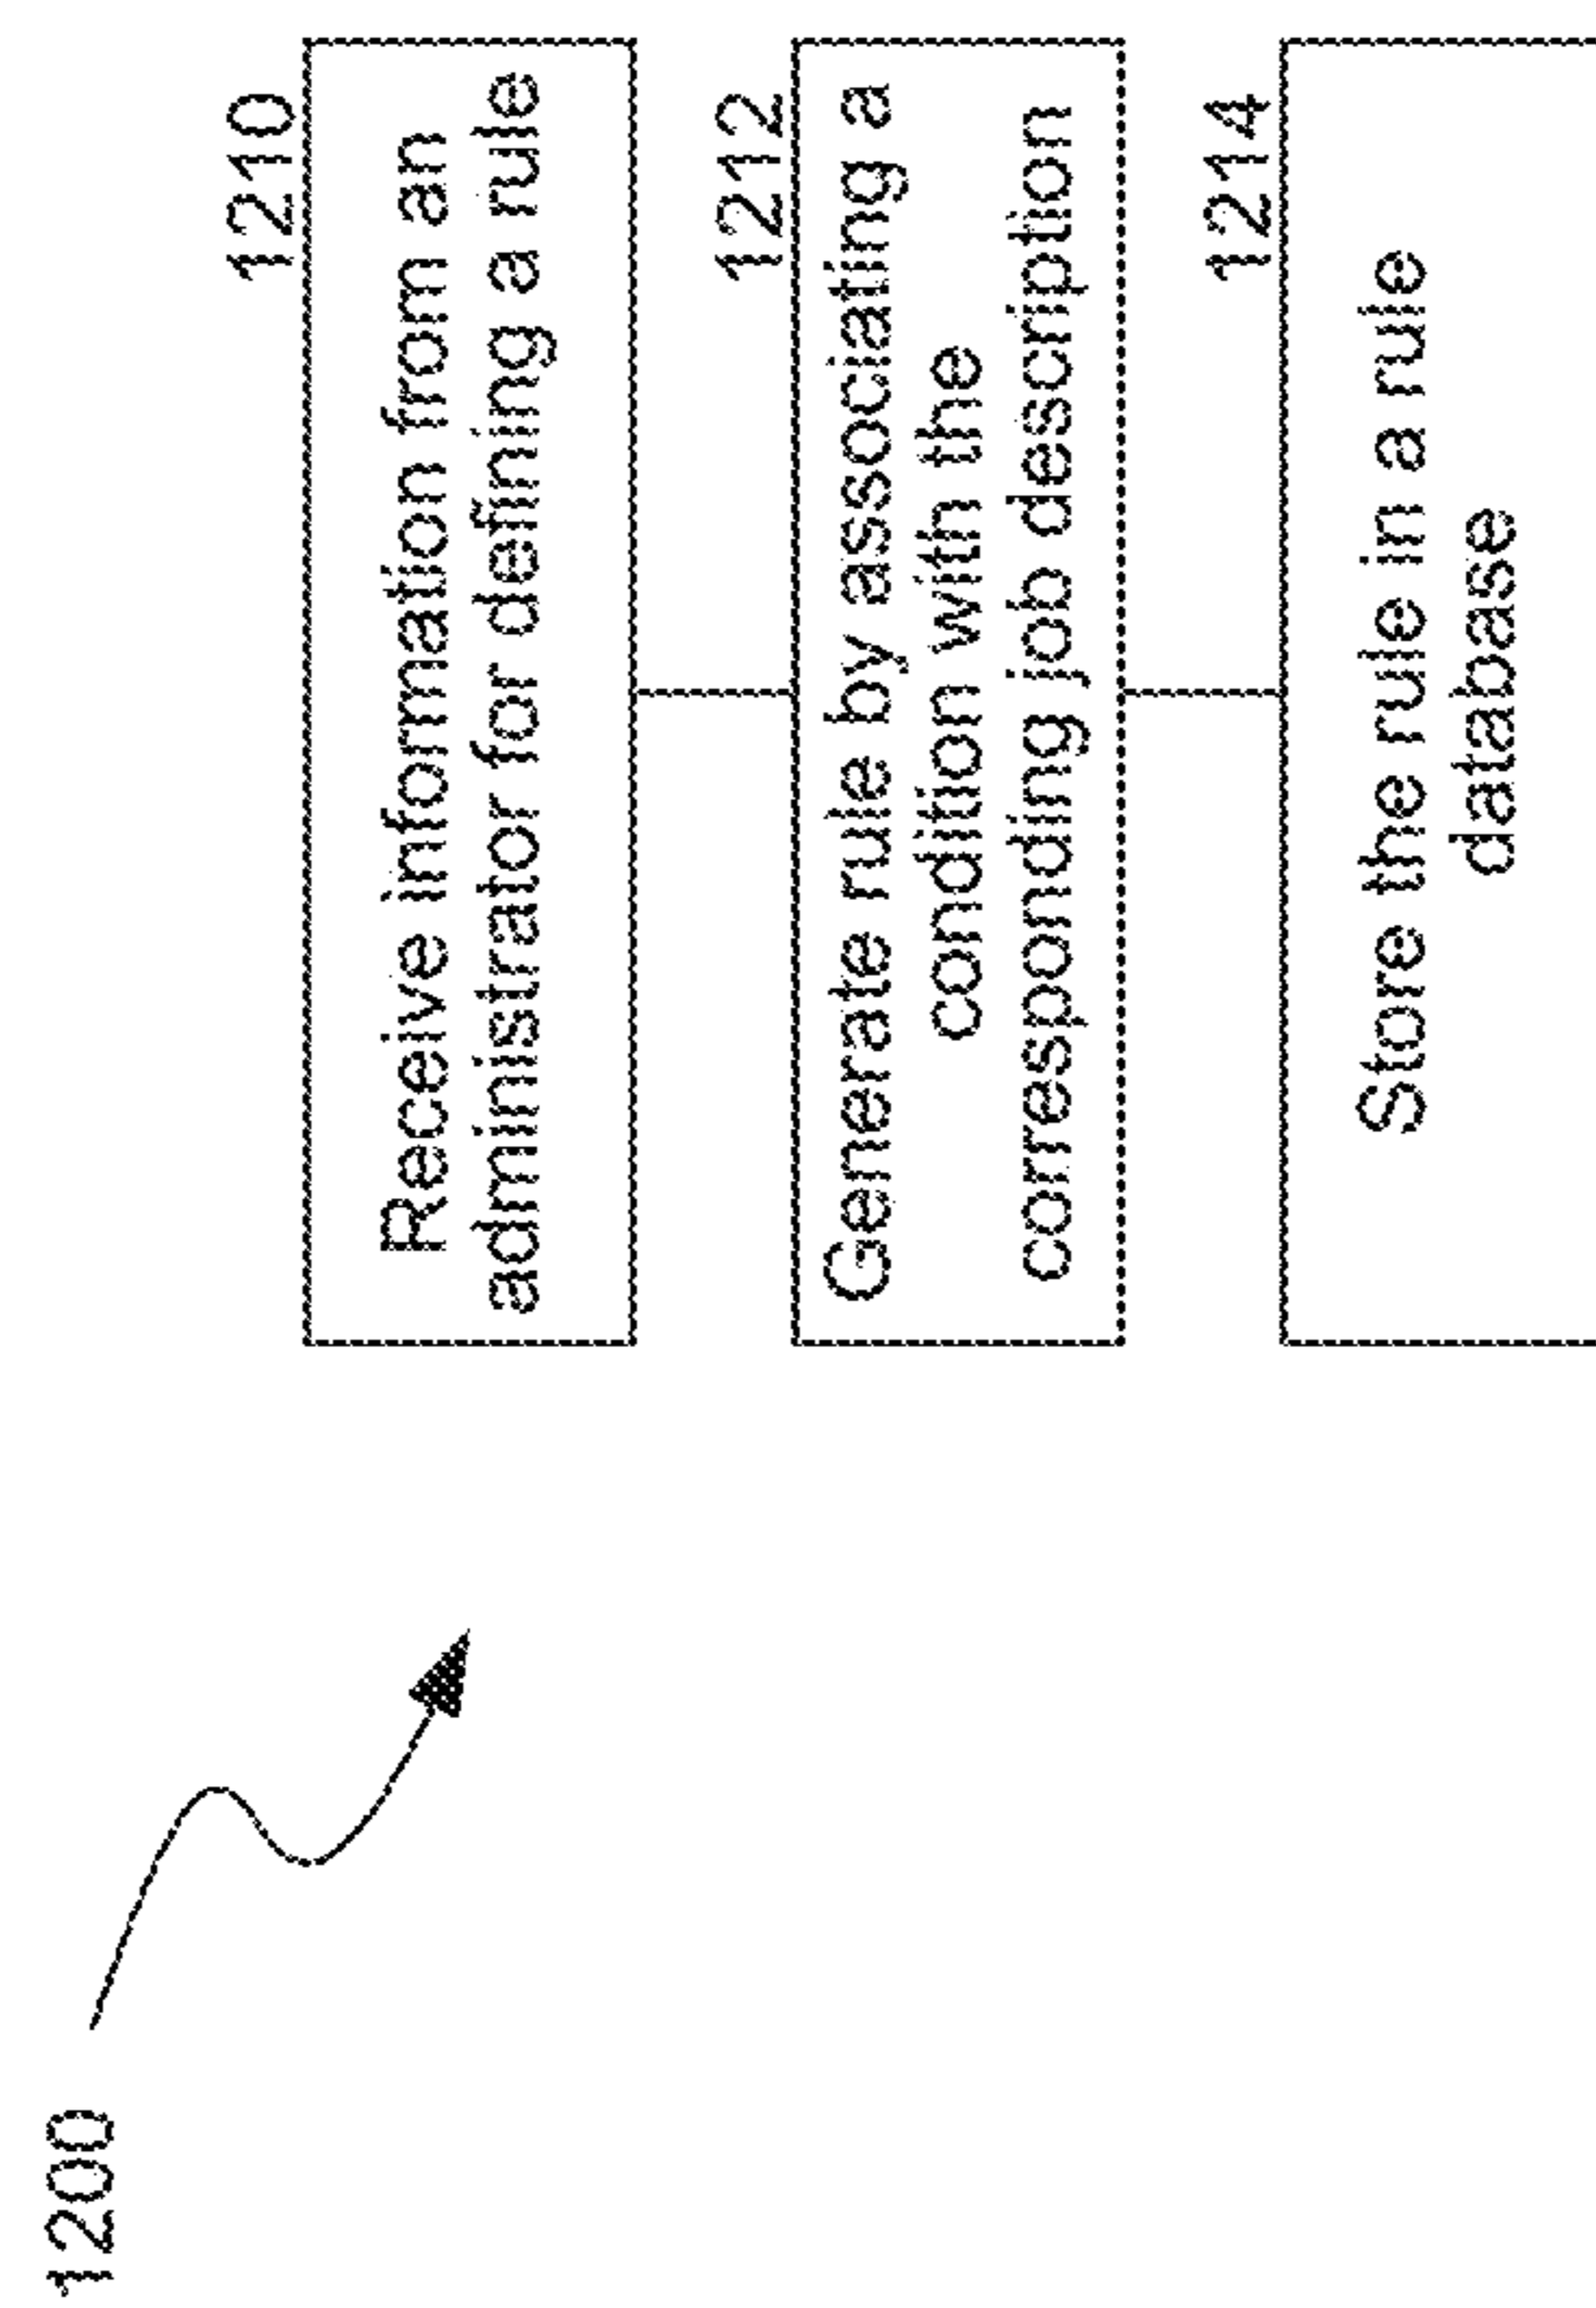 1200
1210
Receive information from an
administrator for defining a rule
1212
Generate rule by associating a
condition with the
corresponding job description
1214
Store the rule in a rule
database